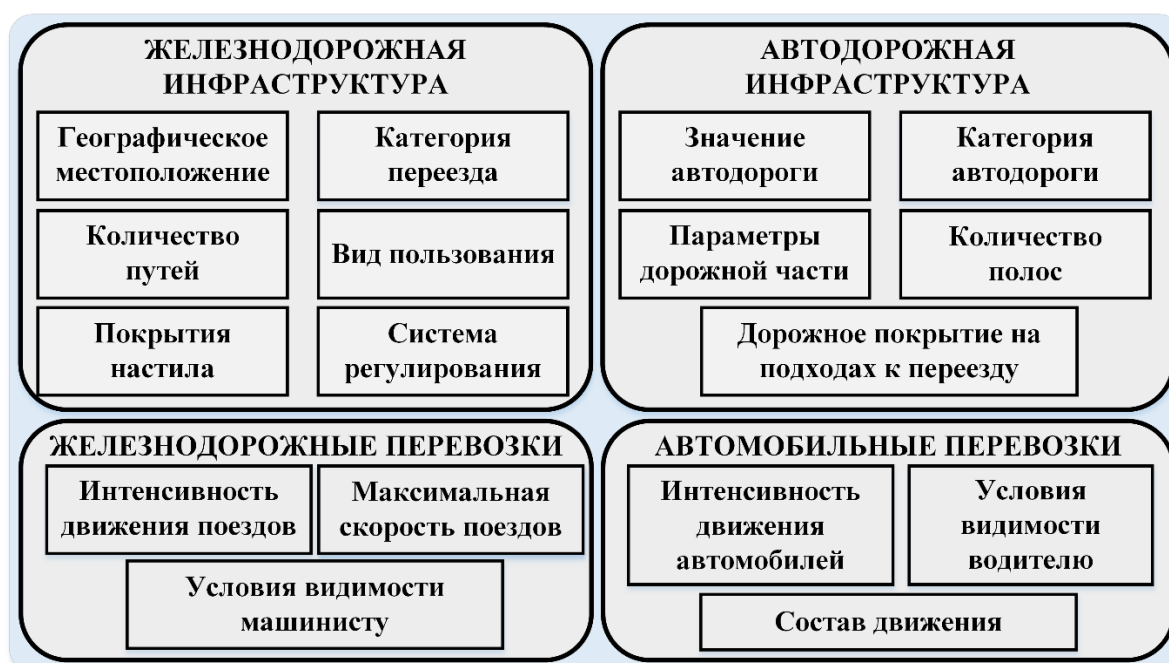 ЖЕЛЕЗНОДОРОЖНАЯ
ИНФРАСТРУКТУРА
Географическое
местоположение
Категория
переезда
Количество
путей
Вид пользования
Покрытия
настила
Система
регулирования
АВТОДОРОЖНАЯ
ИНФРАСТРУКТУРА
Значение
автодороги
Категория
автодороги
Параметры
дорожной части
Количество
полос
Дорожное покрытие на
подходах к переезду
ЖЕЛЕЗНОДОРОЖНЫЕ ПЕРЕВОЗКИ
Интенсивность
движения поездов
Максимальная
скорость поездов
Условия видимости
машинисту
АВТОМОБИЛЬНЫЕ ПЕРЕВОЗКИ
Интенсивность
движения
автомобилей
Условия
видимости
водителю
Состав движения